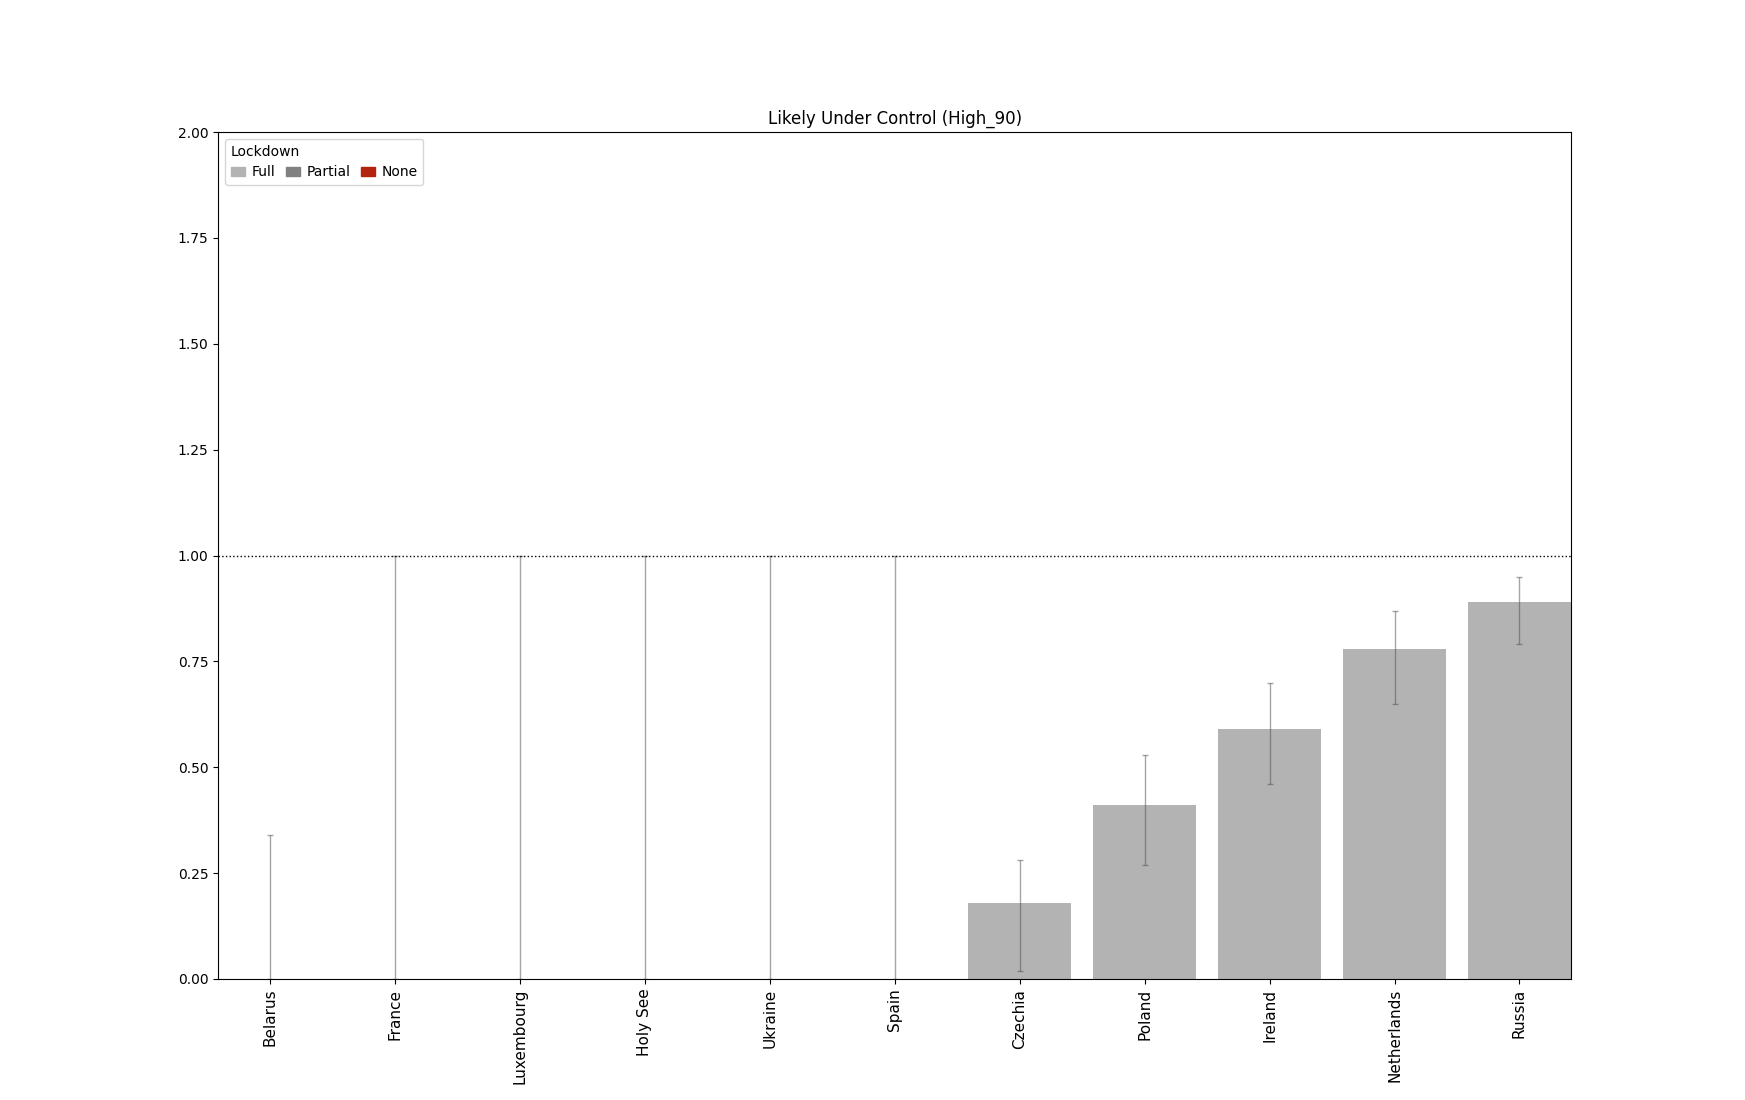 Likely Under Control (High_90)
Lockdown
Full Partial None
2.00
1.75
1.50
1.25
1.00
0.75
0.50
0.25
0.00
Belarus
France
Luxembourg
Holy See
Ukraine
Spain
Czechia
Poland
Ireland
Netherlands
Russia